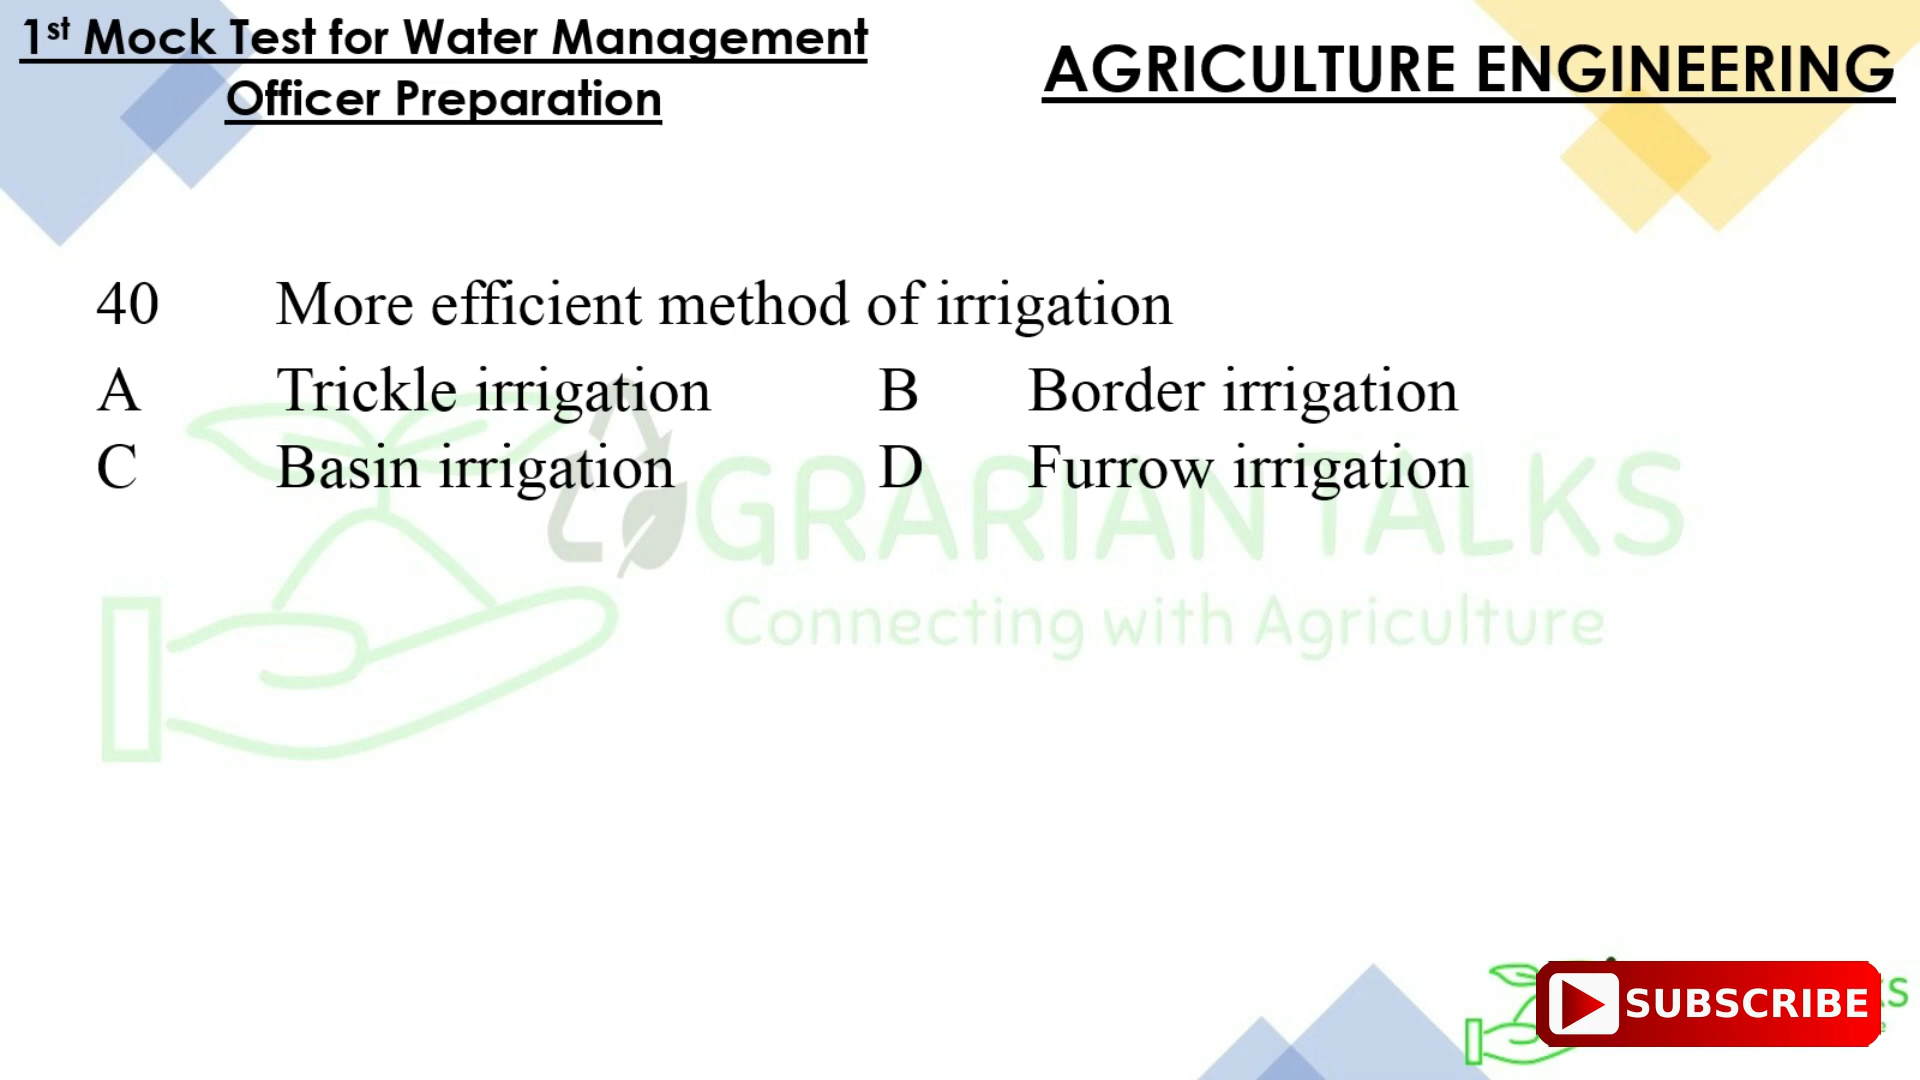 1st Mock Test for Water Management
Officer Preparation
AGRICULTURE ENGINEERING
40 More efficient method of irrigation
A Trickle irrigation B Border irrigation
C Basin irrigation D Furrow irrigation
GRARIAN TALKS
Connecting with Agriculture
SUBSCRIBE